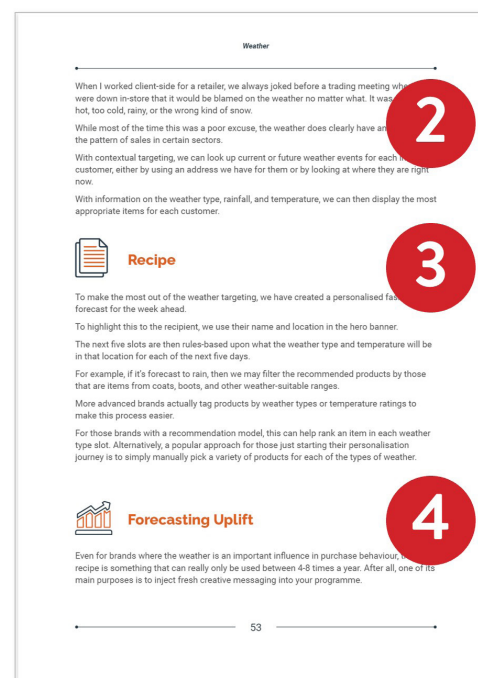 Weather
When I worked client-side for a retailer, we always joked before a trading meeting
were down in-store that it would be blamed on the weather no matter what. It was
hot, too cold, rainy, or the wrong kind of snow.
While most of the time this was a poor excuse, the weather does clearly have an
the pattern of sales in certain sectors.
With contextual targeting, we can look up current or future weather events for each
customer, either by using an address we have for them or by looking at where they are right
now.
With information on the weather type, rainfall, and temperature, we can then display the most
appropriate items for each customer.
2
Recipe
3
To make the most out of the weather targeting, we have created a personalised
forecast for the week ahead.
To highlight this to the recipient, we use their name and location in the hero banner.
The next five slots are then rules-based upon what the weather type and temperature will be
in that location for each of the next five days.
For example, if it's forecast to rain, then we may filter the recommended products by those
that are items from coats, boots, and other weather-suitable ranges.
More advanced brands actually tag products by weather types or temperature ratings to
make this process easier.
For those brands with a recommendation model, this can help rank an item in each weather
type slot. Alternatively, a popular approach for those just starting their personalisation
journey is to simply manually pick a variety of products for each of the types of weather.
Forecasting Uplift
4
Even for brands where the weather is an important influence in purchase behaviour,
recipe is something that can really only be used between 4-8 times a year. After all, one of its
main purposes is to inject fresh creative messaging into your programme.
53